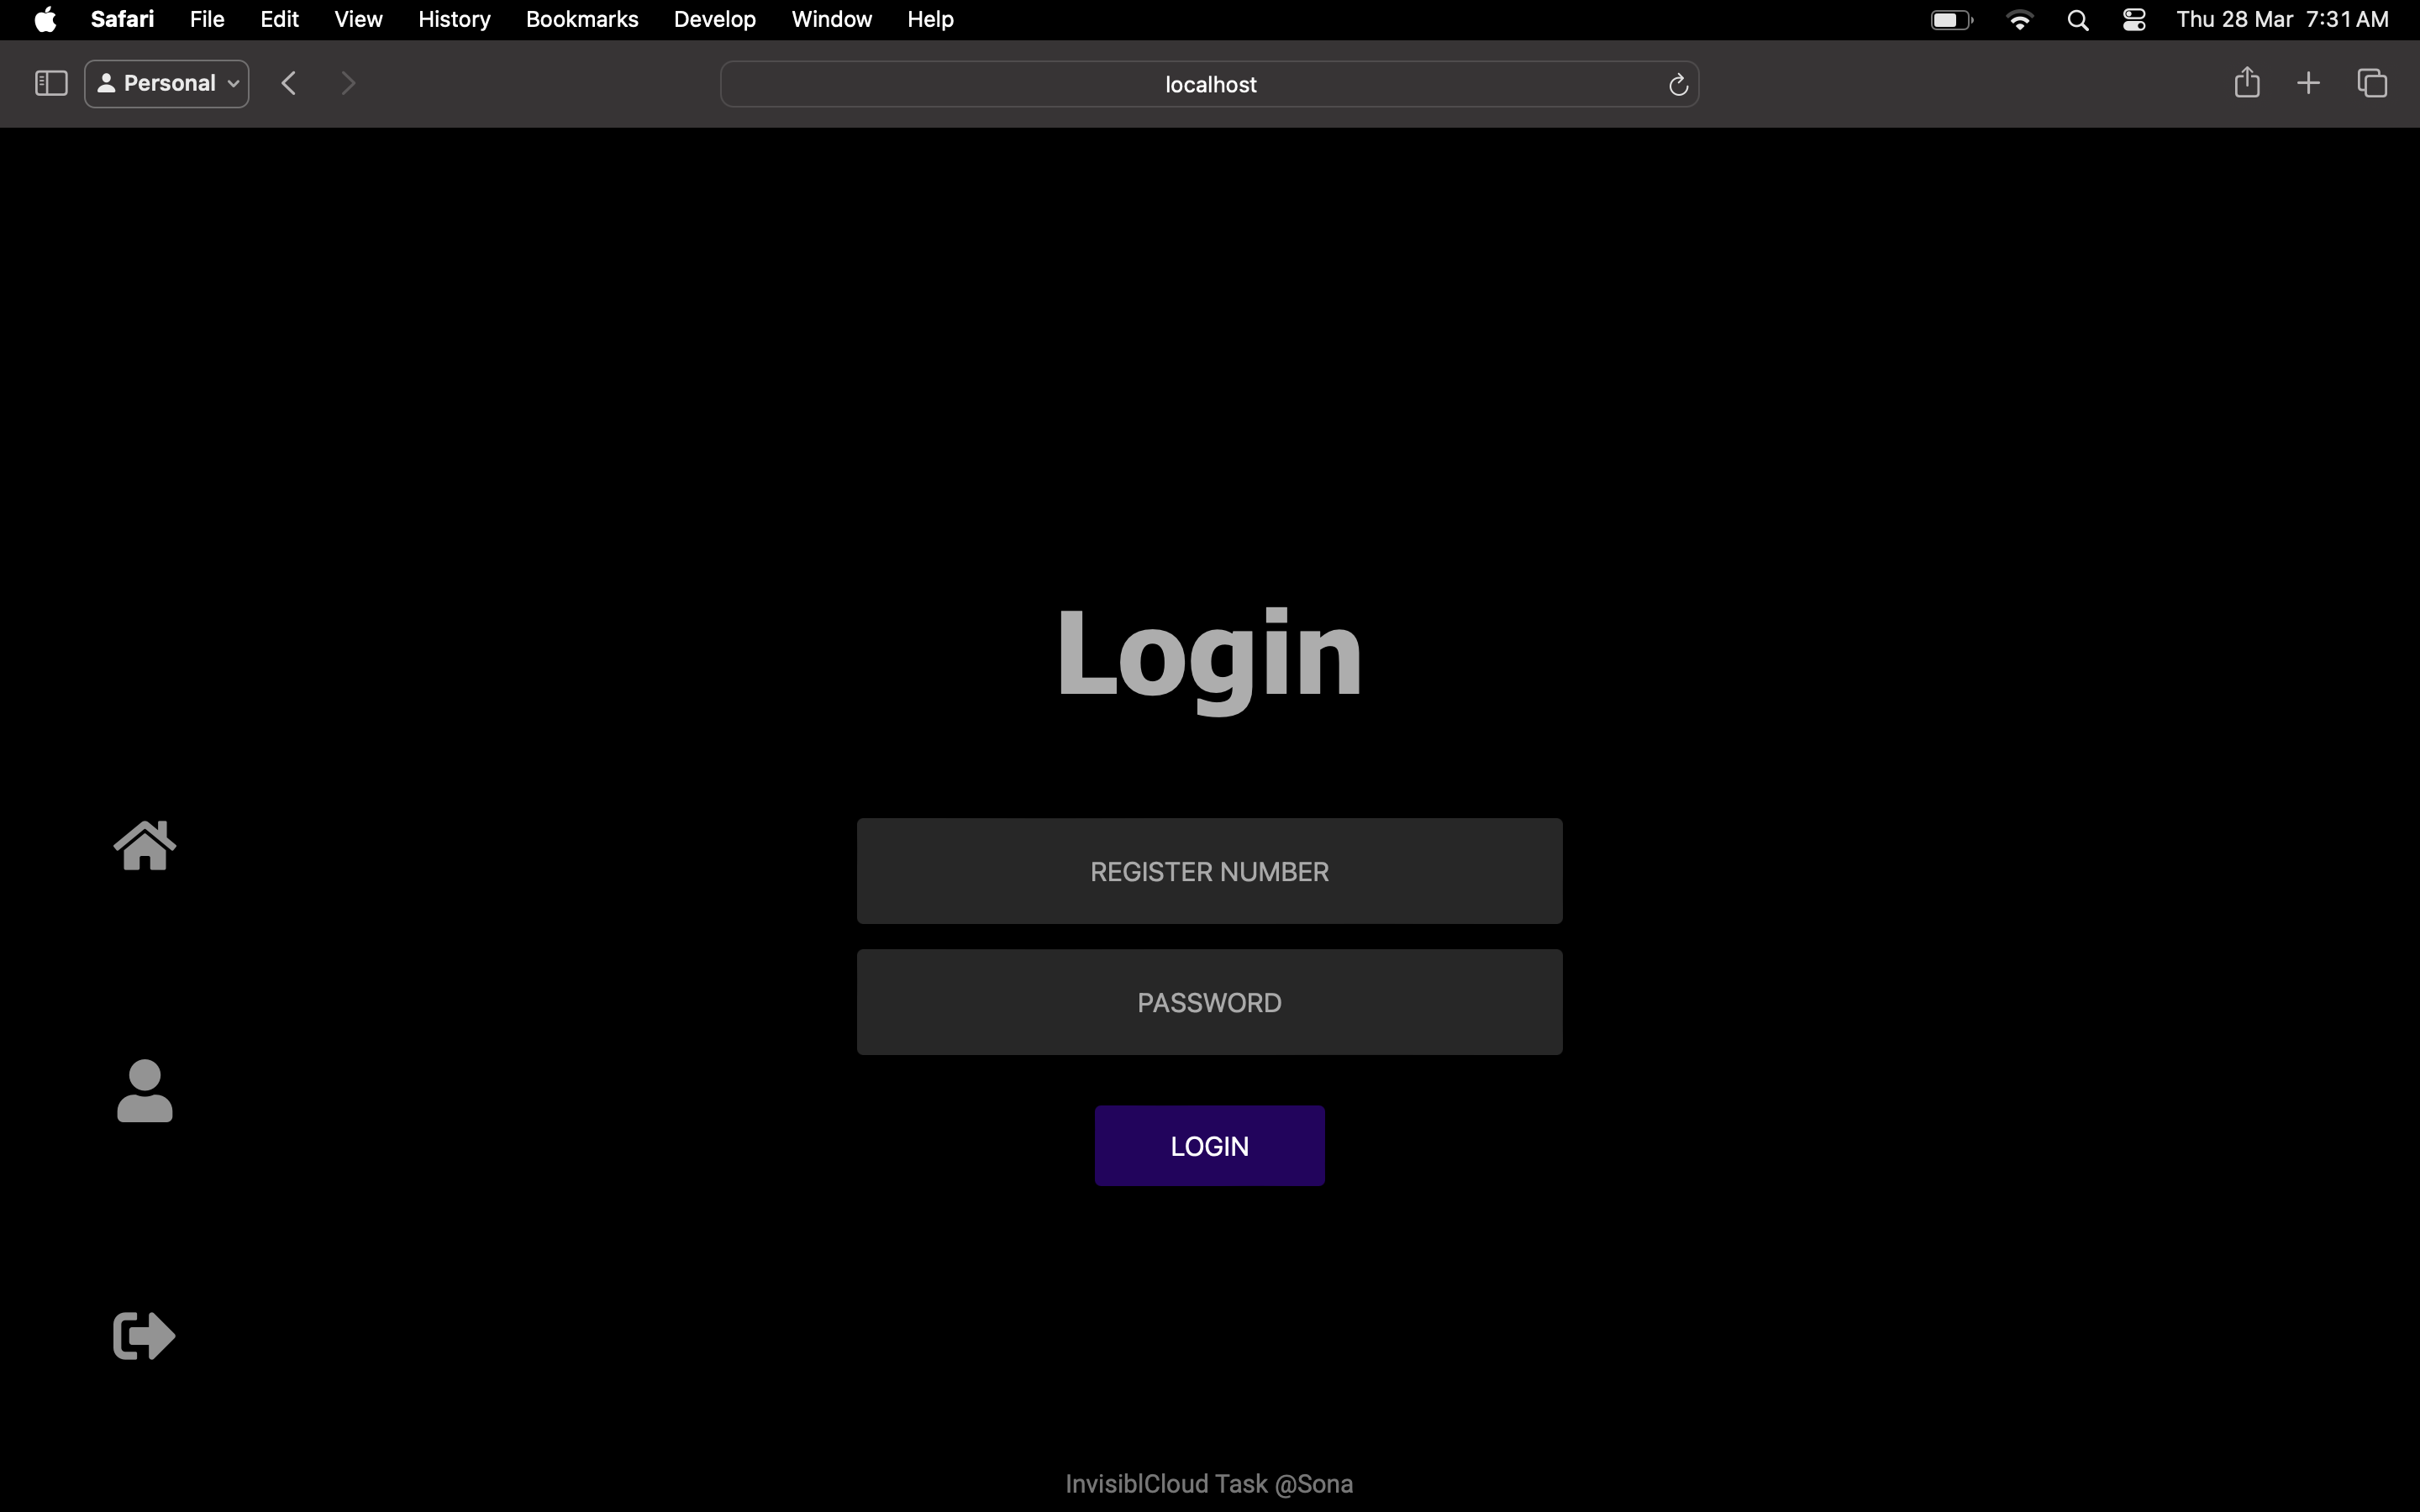 Safari File Edit View History Bookmarks Develop Window Help Thu 28 Mar 7:31 AM
Personal localhost
Login
REGISTER NUMBER
PASSWORD
LOGIN
InvisiblCloud Task @Sona